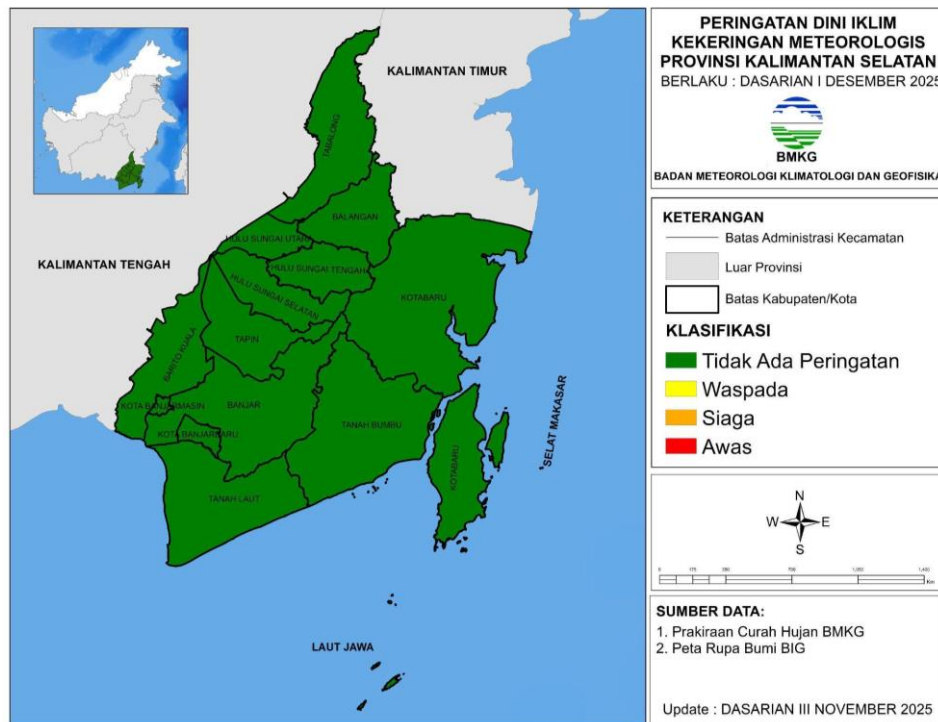 KALIMANTAN TIMUR
TABALONG
BALANGAN
HULU SUNGAI UTARA
HULU SUNGAI TENGAH
KALIMANTAN TENGAH
HULU SUNGAI SELATAN
KOTABARU
TAPIN
BARITO KUALA
KOTA BANJARMASIN
BANJAR
TANAH BUMBU
SELAT MAKASAR
KOTA BANJARBARU
KOTABARU
TANAH LAUT
LAUT JAWA
PERINGATAN DINI IKLIM
KEKERINGAN METEOROLOGIS
PROVINSI KALIMANTAN SELATAN
BERLAKU : DASARIAN I DESEMBER 2025
BMKG
BADAN METEOROLOGI KLIMATOLOGI DAN GEOFISIKA
KETERANGAN
Batas Administrasi Kecamatan
Luar Provinsi
Batas Kabupaten/Kota
KLASIFIKASI
Tidak Ada Peringatan
Waspada
Siaga
Awas
N
W E
S
Km
SUMBER DATA:
1. Prakiraan Curah Hujan BMKG
2. Peta Rupa Bumi BIG
Update : DASARIAN III NOVEMBER 2025